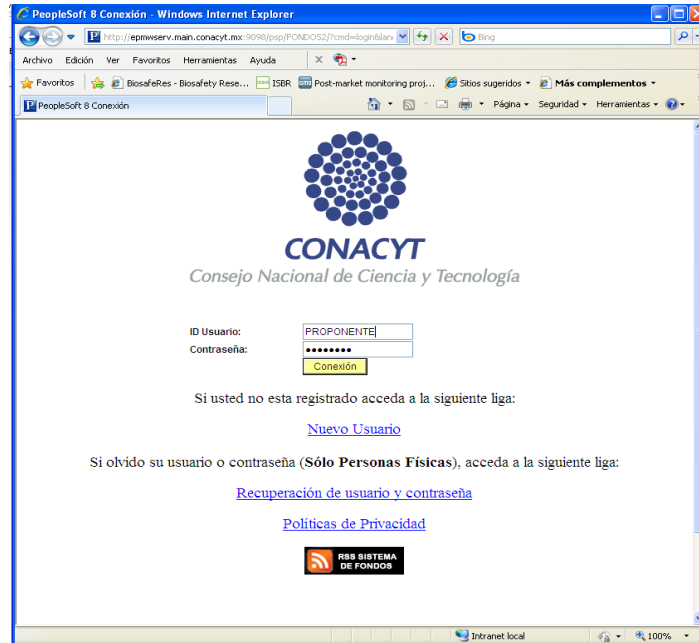 PeopleSoft 8 Conexión - Windows Internet Explorer
http://epmwserv.main.conacyt.mx:9098/psp/FONDOS2/?cmd=login&lan
Bing
Archivo Edición Ver Favoritos Herramientas Ayuda
Favoritos BiosafeRes - Biosafety Rese... ISBR Post-market monitoring proj... Sitios sugeridos Más complementos
PeopleSoft 8 Conexión Página Seguridad Herramientas
CONACYT
Consejo Nacional de Ciencia y Tecnología
ID Usuario: PROPONENTE
Contraseña: ••••••••
Conexión
Si usted no esta registrado acceda a la siguiente liga:
Nuevo Usuario
Si olvido su usuario o contraseña (Sólo Personas Físicas), acceda a la siguiente liga:
Recuperación de usuario y contraseña
Políticas de Privacidad
RSS SISTEMA
DE FONDOS
Intranet local 100%